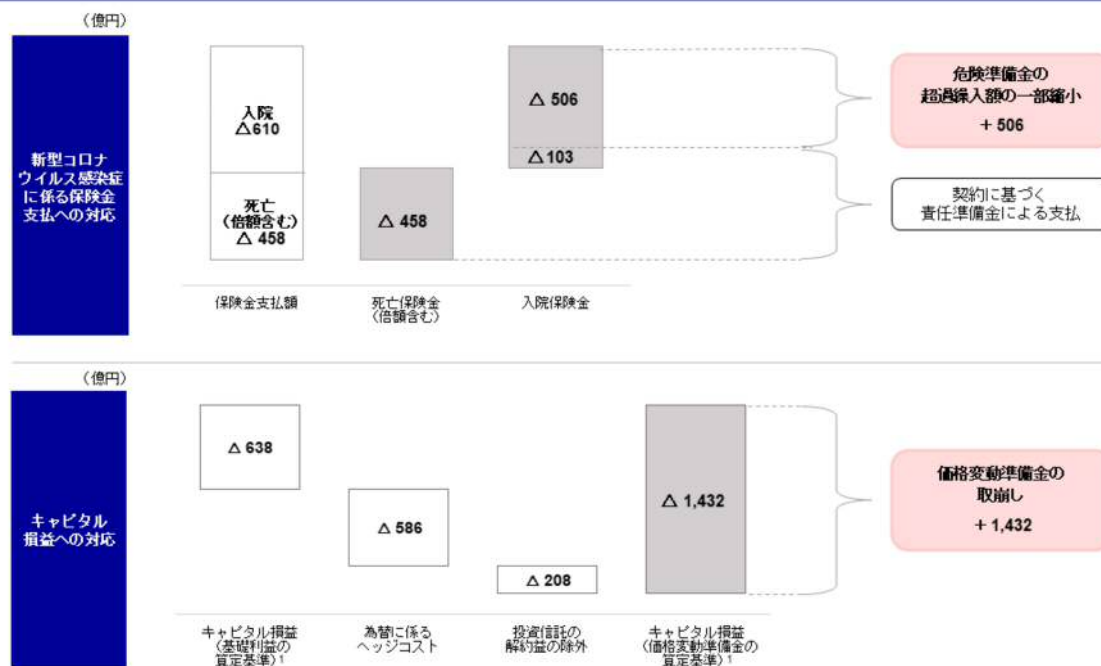 （億円）
新型コロナ
ウイルス感染症
に係る保険金
支払への対応
入院
△610
死亡
（倍額含む）
△ 458
△ 458
△ 506
△ 103
危険準備金の
超過繰入額の一部縮小
+ 506
契約に基づく
責任準備金による支払
保険金支払額
死亡保険金
（倍額含む）
入院保険金
（億円）
キャピタル
損益への対応
△ 638
△ 586
△ 208
△ 1,432
価格変動準備金の
取崩し
+ 1,432
キャピタル損益
（基礎利益の
算定基準）1
為替に係る
ヘッジコスト
投資信託の
解約益の除外
キャピタル損益
（価格変動準備金の
算定基準）1